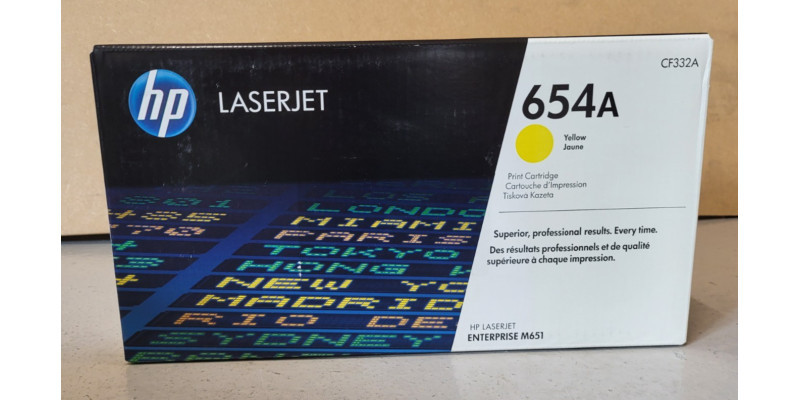 hp
LASERJET
CF332A
654A
Yellow
Jaune
Print Cartridge
Cartouche d'Impression
Tisková Kazeta
Superior, professional results. Every time.
Des résultats professionnels et de qualité
supérieure à chaque impression.
HP LASERJET
ENTERPRISE M651
LONDO
MIAMI
PARIS
TOKYO
HONG K
NEW YO
MADRID
RIO DE
SYDNEY